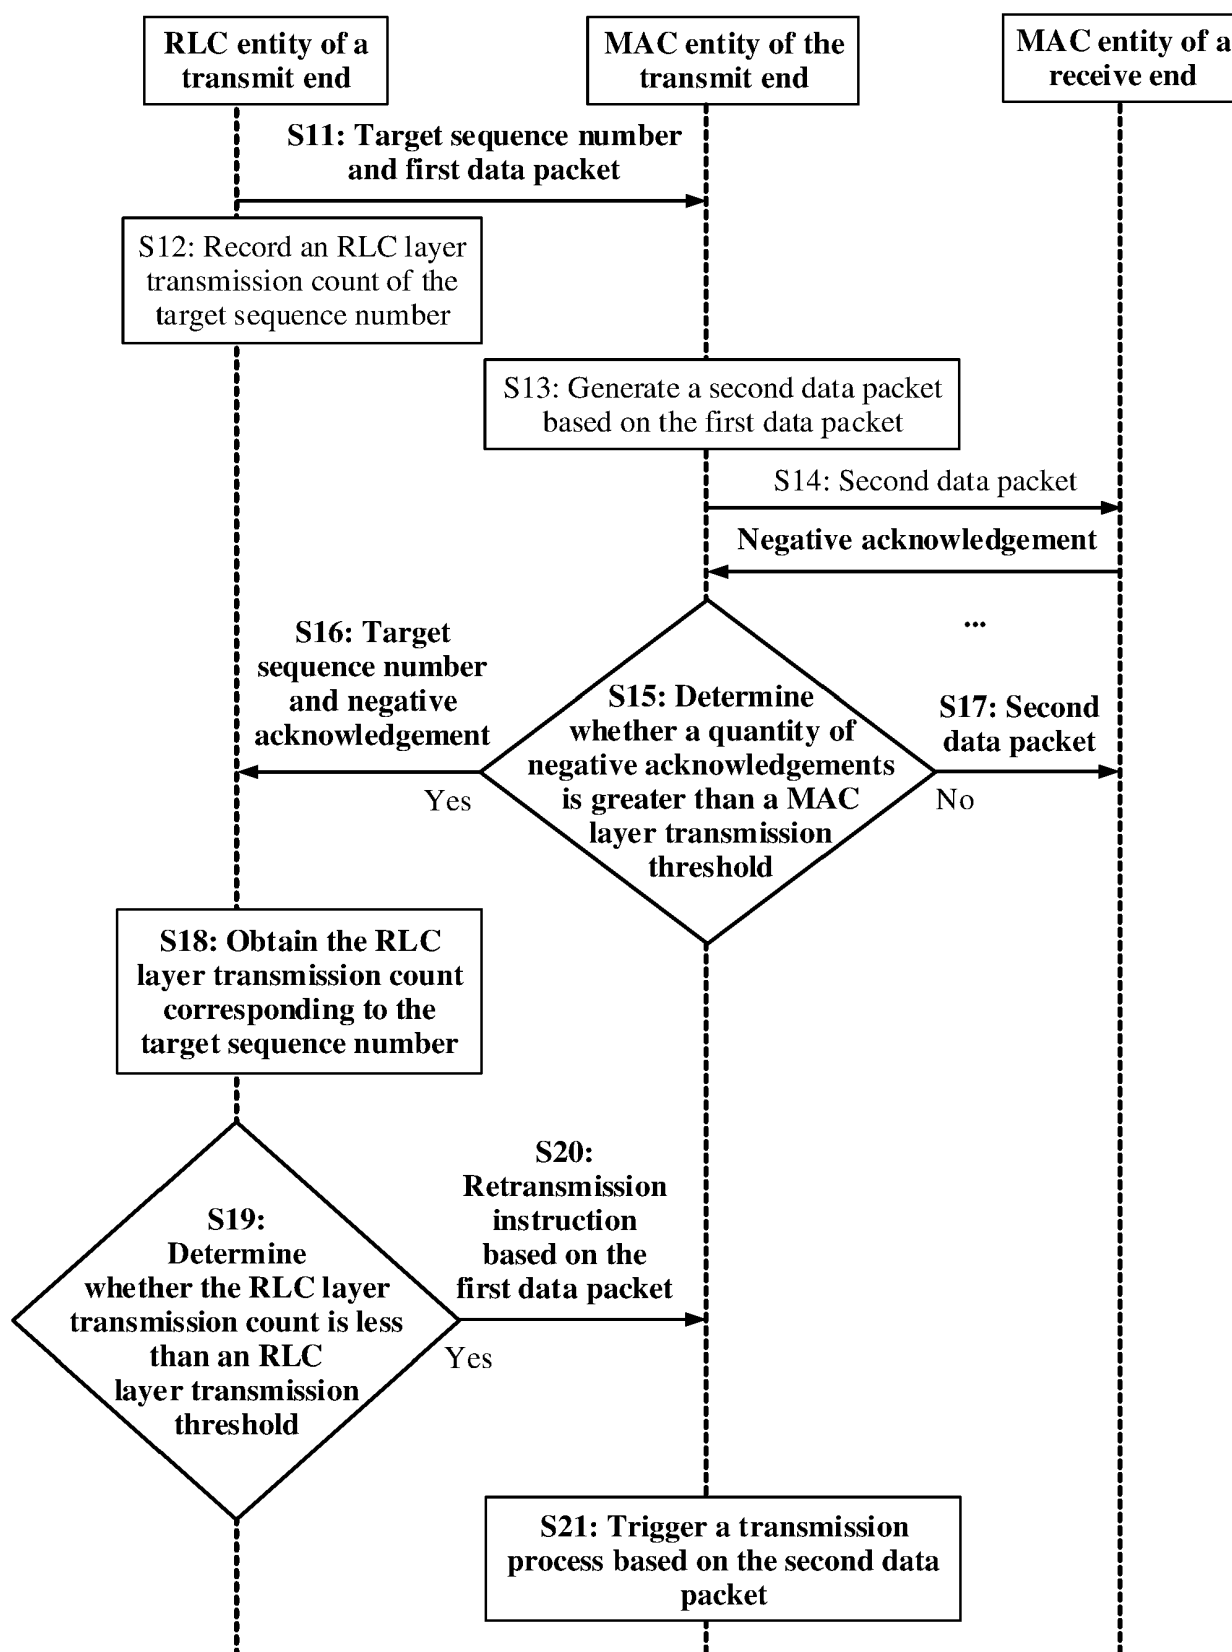 RLC entity of a
transmit end
MAC entity of the
transmit end
MAC entity of a
receive end
S11: Target sequence number
and first data packet
S12: Record an RLC layer
transmission count of the
target sequence number
S13: Generate a second data packet
based on the first data packet
S14: Second data packet
Negative acknowledgement
...
S16: Target
sequence number
and negative
acknowledgement
Yes
S15: Determine
whether a quantity of
negative acknowledgements
is greater than a MAC
layer transmission
threshold
S17: Second
data packet
No
S18: Obtain the RLC
layer transmission count
corresponding to the
target sequence number
S19:
Determine
whether the RLC layer
transmission count is less
than an RLC
layer transmission
threshold
S20:
Retransmission
instruction
based on the
first data packet
Yes
S21: Trigger a transmission
process based on the second data
packet